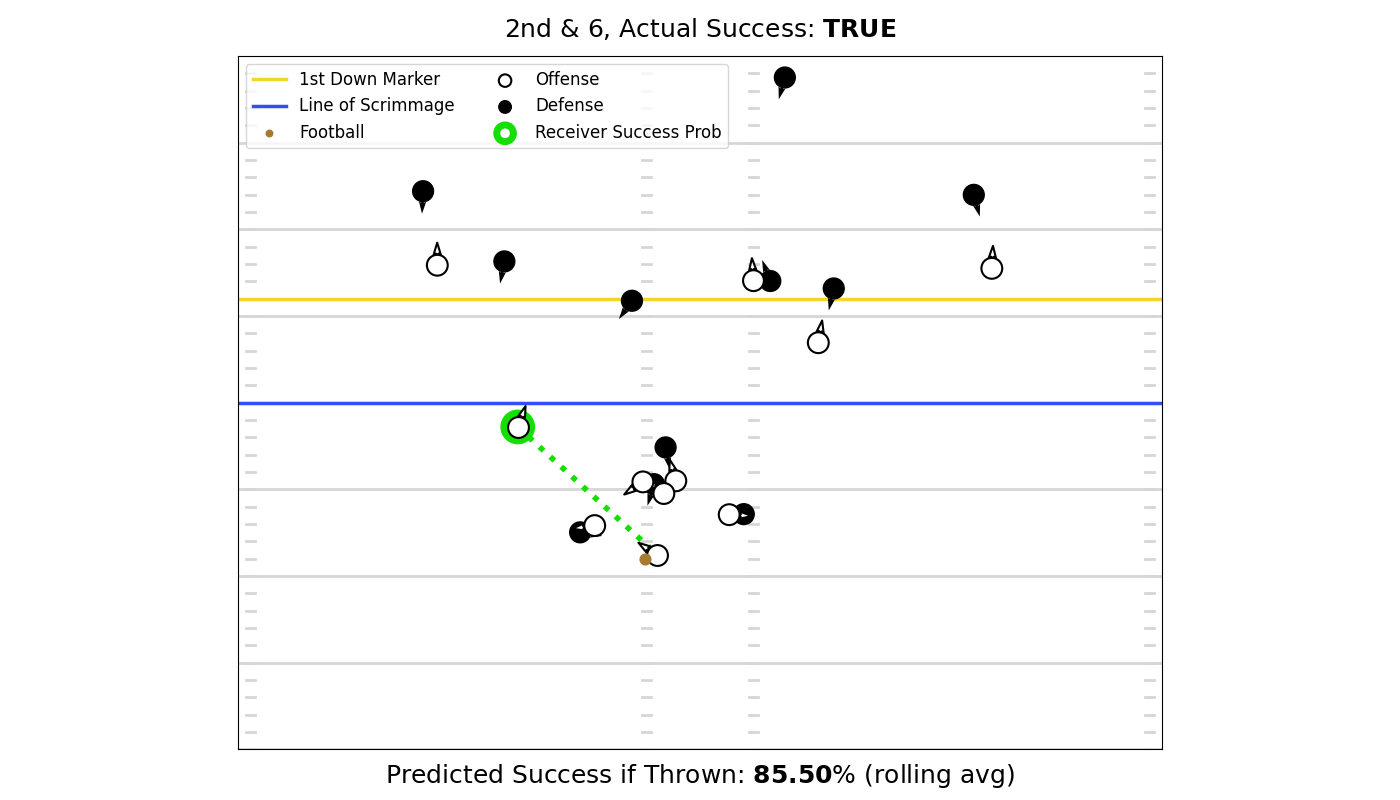 2nd & 6, Actual Success: TRUE
1st Down Marker
Line of Scrimmage
Football
Offense
Defense
Receiver Success Prob
Predicted Success if Thrown: 85.50% (rolling avg)